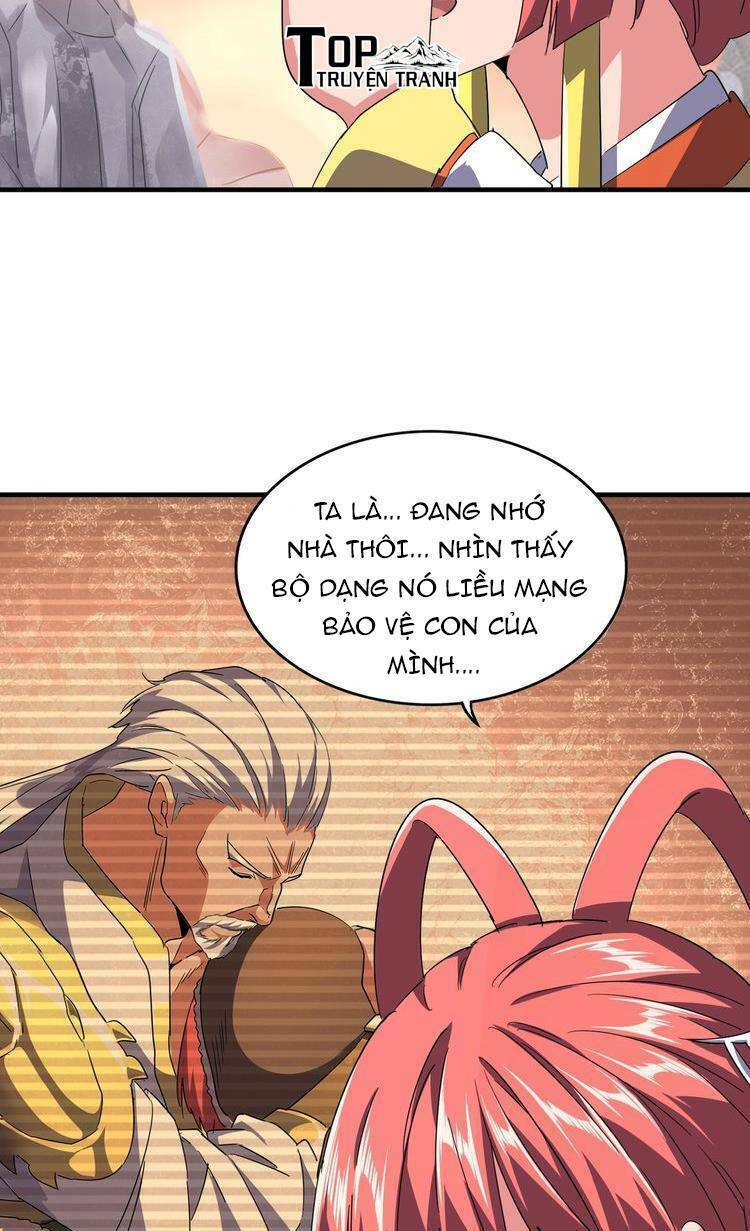 TOP
TRUYỆN TRANH
TA LÀ... ĐANG NHỚ
NHÀ THÔI... NHÌN THẤY
BỘ DẠNG NÓ LIỀU MẠNG
BẢO VỆ CON CỦA
MÌNH....